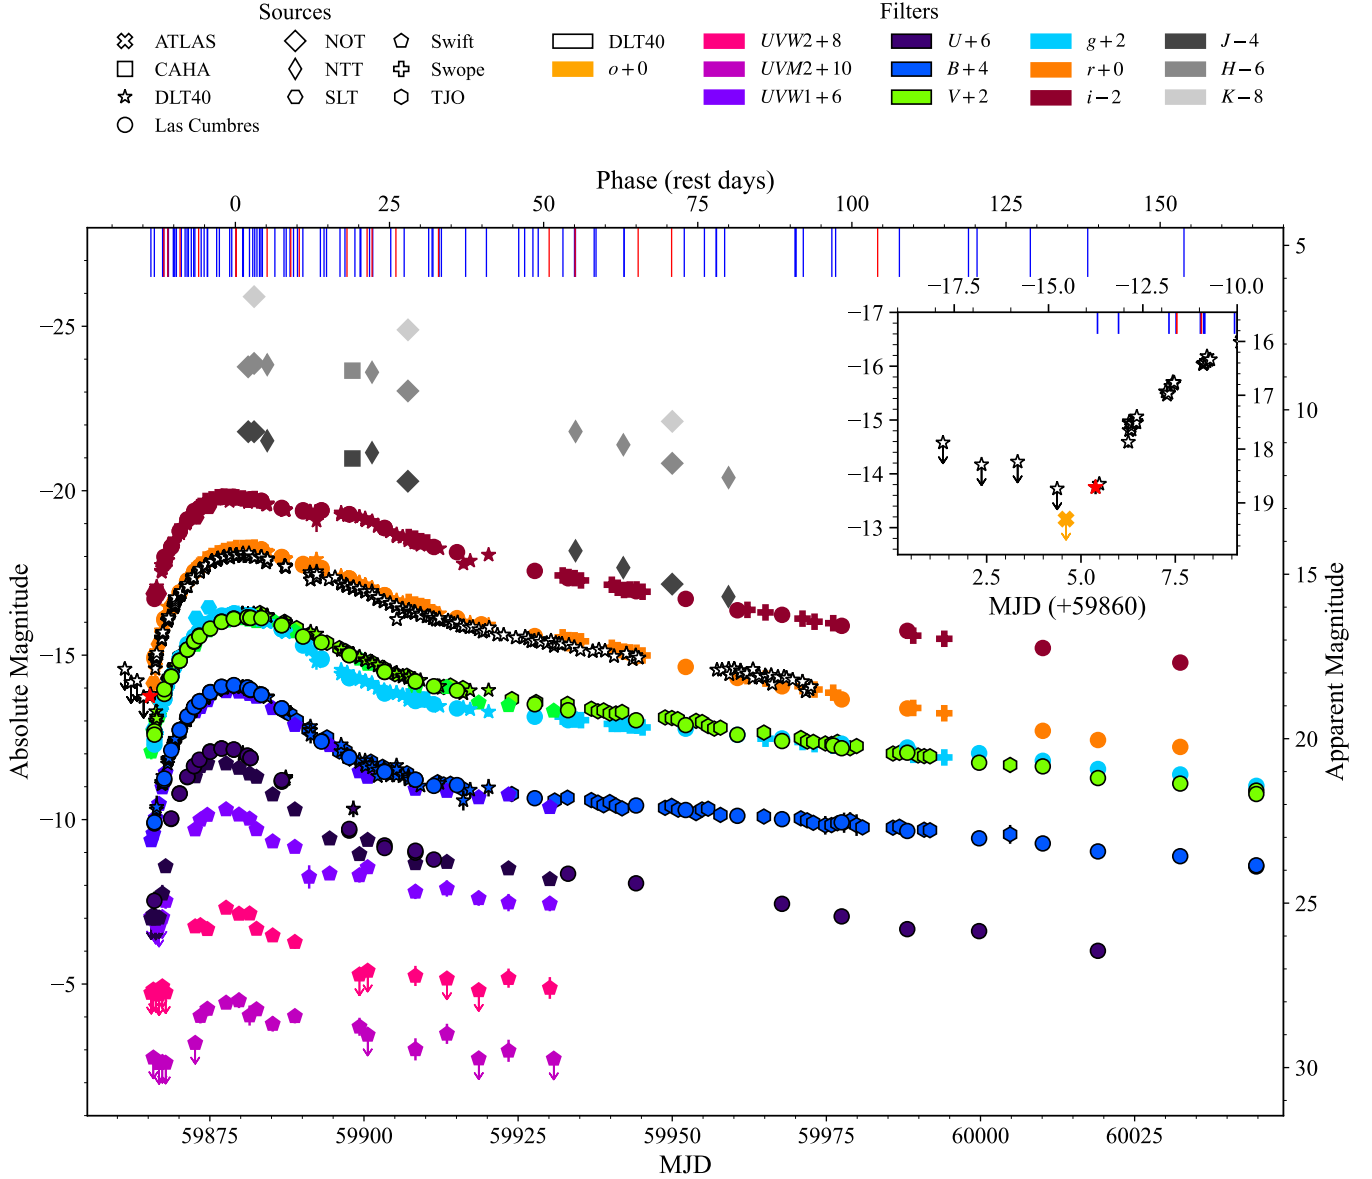 Sources
Filters
ATLAS NOT Swift DLT40 UVW2+8 U+6 g+2 J−4
CAHA NTT Swope o+0 UVM2+10 B+4 r+0 H−6
DLT40 SLT TJO UVW1+6 V+2 i−2 K−8
Las Cumbres
Phase (rest days)
0 25 50 75 100 125 150
5
−17.5 −15.0 −12.5 −10.0
−17
−25
16
−16
17
10
−15
18
−14
−20
19
−13
2.5 5.0 7.5
15
MJD (+59860)
−15
20
−10
25
−5
30
Absolute Magnitude
Apparent Magnitude
59875 59900 59925 59950 59975 60000 60025
MJD